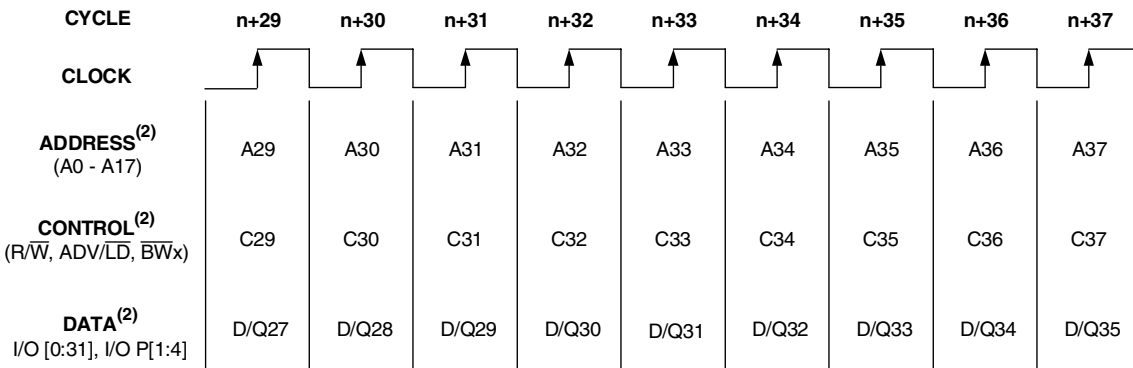 CYCLE n+29 n+30 n+31 n+32 n+33 n+34 n+35 n+36 n+37
CLOCK
ADDRESS(2) A29 A30 A31 A32 A33 A34 A35 A36 A37
(A0 - A17)
CONTROL(2) C29 C30 C31 C32 C33 C34 C35 C36 C37
(R/W̅, ADV/L̅D̅, B̅W̅x)
DATA(2) D/Q27 D/Q28 D/Q29 D/Q30 D/Q31 D/Q32 D/Q33 D/Q34 D/Q35
I/O [0:31], I/O P[1:4]